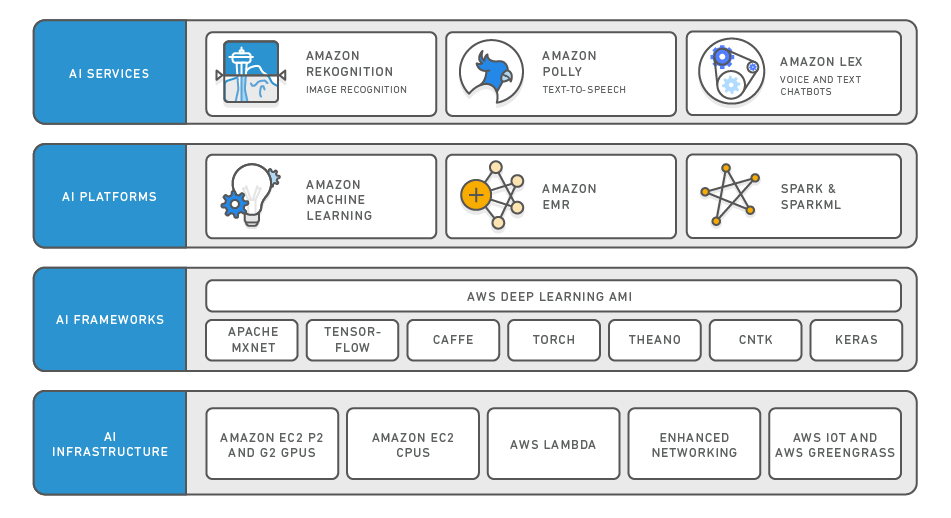 AI SERVICES
AMAZON
REKOGNITION
IMAGE RECOGNITION
AMAZON
POLLY
TEXT-TO-SPEECH
AMAZON LEX
VOICE AND TEXT
CHATBOTS
AI PLATFORMS
AMAZON
MACHINE
LEARNING
AMAZON
EMR
SPARK &
SPARKML
AI FRAMEWORKS
AWS DEEP LEARNING AMI
APACHE
MXNET
TENSOR-
FLOW
CAFFE
TORCH
THEANO
CNTK
KERAS
AI
INFRASTRUCTURE
AMAZON EC2 P2
AND G2 GPUS
AMAZON EC2
CPUS
AWS LAMBDA
ENHANCED
NETWORKING
AWS IOT AND
AWS GREENGRASS